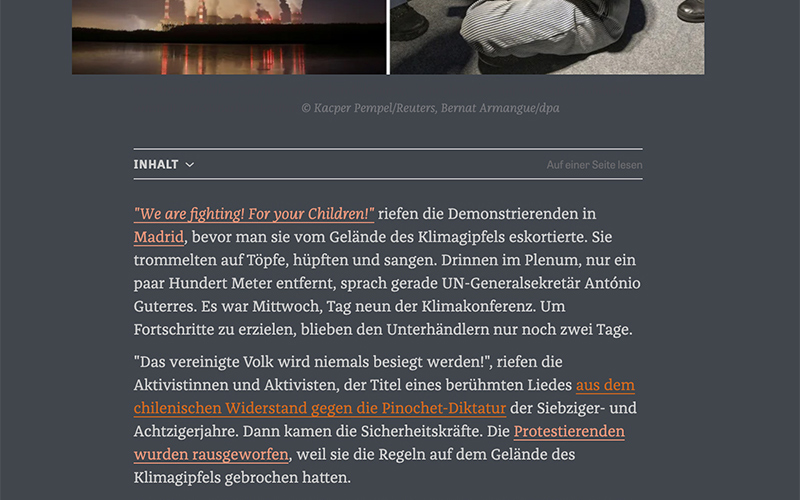 © Kacper Pempel/Reuters, Bernat Armangue/dpa
INHALT
Auf einer Seite lesen
"We are fighting! For your Children!" riefen die Demonstrierenden in
Madrid, bevor man sie vom Gelände des Klimagipfels eskortierte. Sie
trommelten auf Töpfe, hüpften und sangen. Drinnen im Plenum, nur ein
paar Hundert Meter entfernt, sprach gerade UN-Generalsekretär António
Guterres. Es war Mittwoch, Tag neun der Klimakonferenz. Um
Fortschritte zu erzielen, blieben den Unterhändlern nur noch zwei Tage.
"Das vereinigte Volk wird niemals besiegt werden!", riefen die
Aktivistinnen und Aktivisten, der Titel eines berühmten Liedes aus dem
chilenischen Widerstand gegen die Pinochet-Diktatur der Siebziger- und
Achtzigerjahre. Dann kamen die Sicherheitskräfte. Die Protestierenden
wurden rausgeworfen, weil sie die Regeln auf dem Gelände des
Klimagipfels gebrochen hatten.